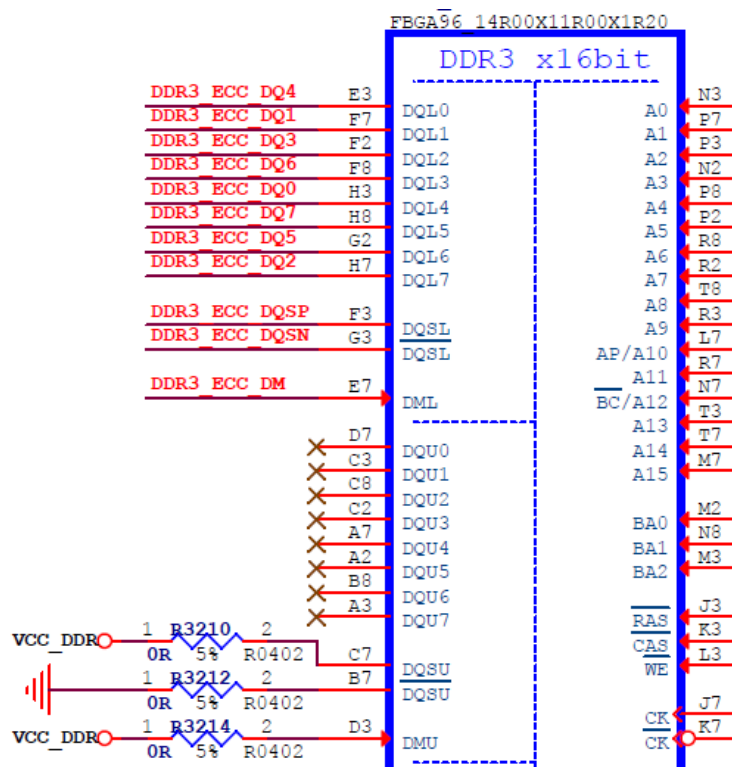 FBGA96_14R00X11R00X1R20
DDR3 x16bit
DDR3_ECC_DQ4 E3 DQL0 A0 N3
DDR3_ECC_DQ1 F7 DQL1 A1 P7
DDR3_ECC_DQ3 F2 DQL2 A2 P3
DDR3_ECC_DQ6 F8 DQL3 A3 N2
DDR3_ECC_DQ0 H3 DQL4 A4 P8
DDR3_ECC_DQ7 H8 DQL5 A5 P2
DDR3_ECC_DQ5 G2 DQL6 A6 R8
DDR3_ECC_DQ2 H7 DQL7 A7 R2
A8 T8
DDR3_ECC_DQSP F3 DQSL A9 R3
DDR3_ECC_DQSN G3 DQSL AP/A10 L7
A11 R7
DDR3_ECC_DM E7 DML BC/A12 N7
A13 T3
D7 DQU0 A14 T7
C3 DQU1 A15 M7
C8 DQU2
C2 DQU3 BA0 M2
A7 DQU4 BA1 N8
A2 DQU5 BA2 M3
B8 DQU6
A3 DQU7 RAS J3
VCC_DDR 1 R3210 2 CAS K3
0R 5% R0402 C7 DQSU WE L3
1 R3212 2 B7 DQSU
0R 5% R0402 CK J7
VCC_DDR 1 R3214 2 D3 DMU CK K7
0R 5% R0402